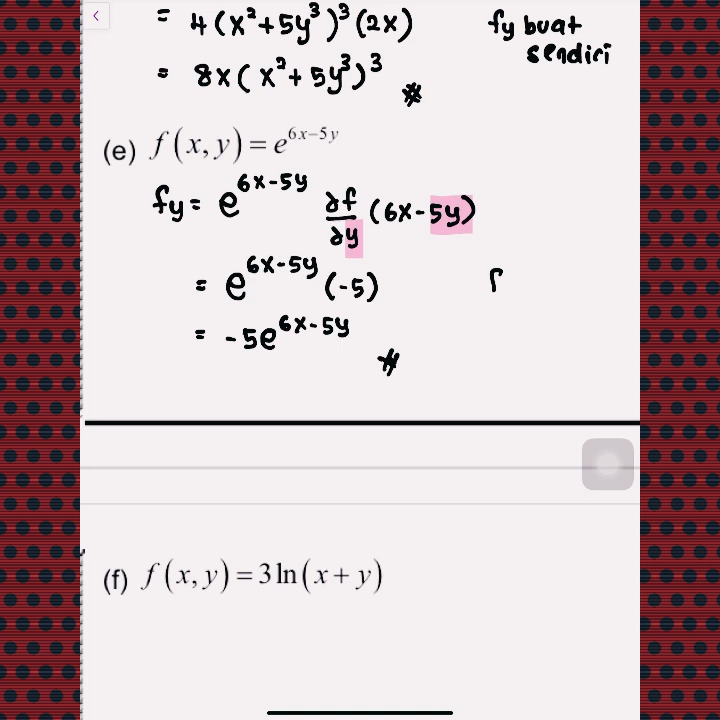 = 4(x²+5y³)³(2x) fy buat
sendiri
= 8x(x²+5y³)³ #
(e) f(x,y)=e^{6x−5y}
fy = e^{6x-5y} ∂f/∂y (6x-5y)
= e^{6x-5y}(-5)
= -5e^{6x-5y} #
(f) f(x,y)=3ln(x+y)